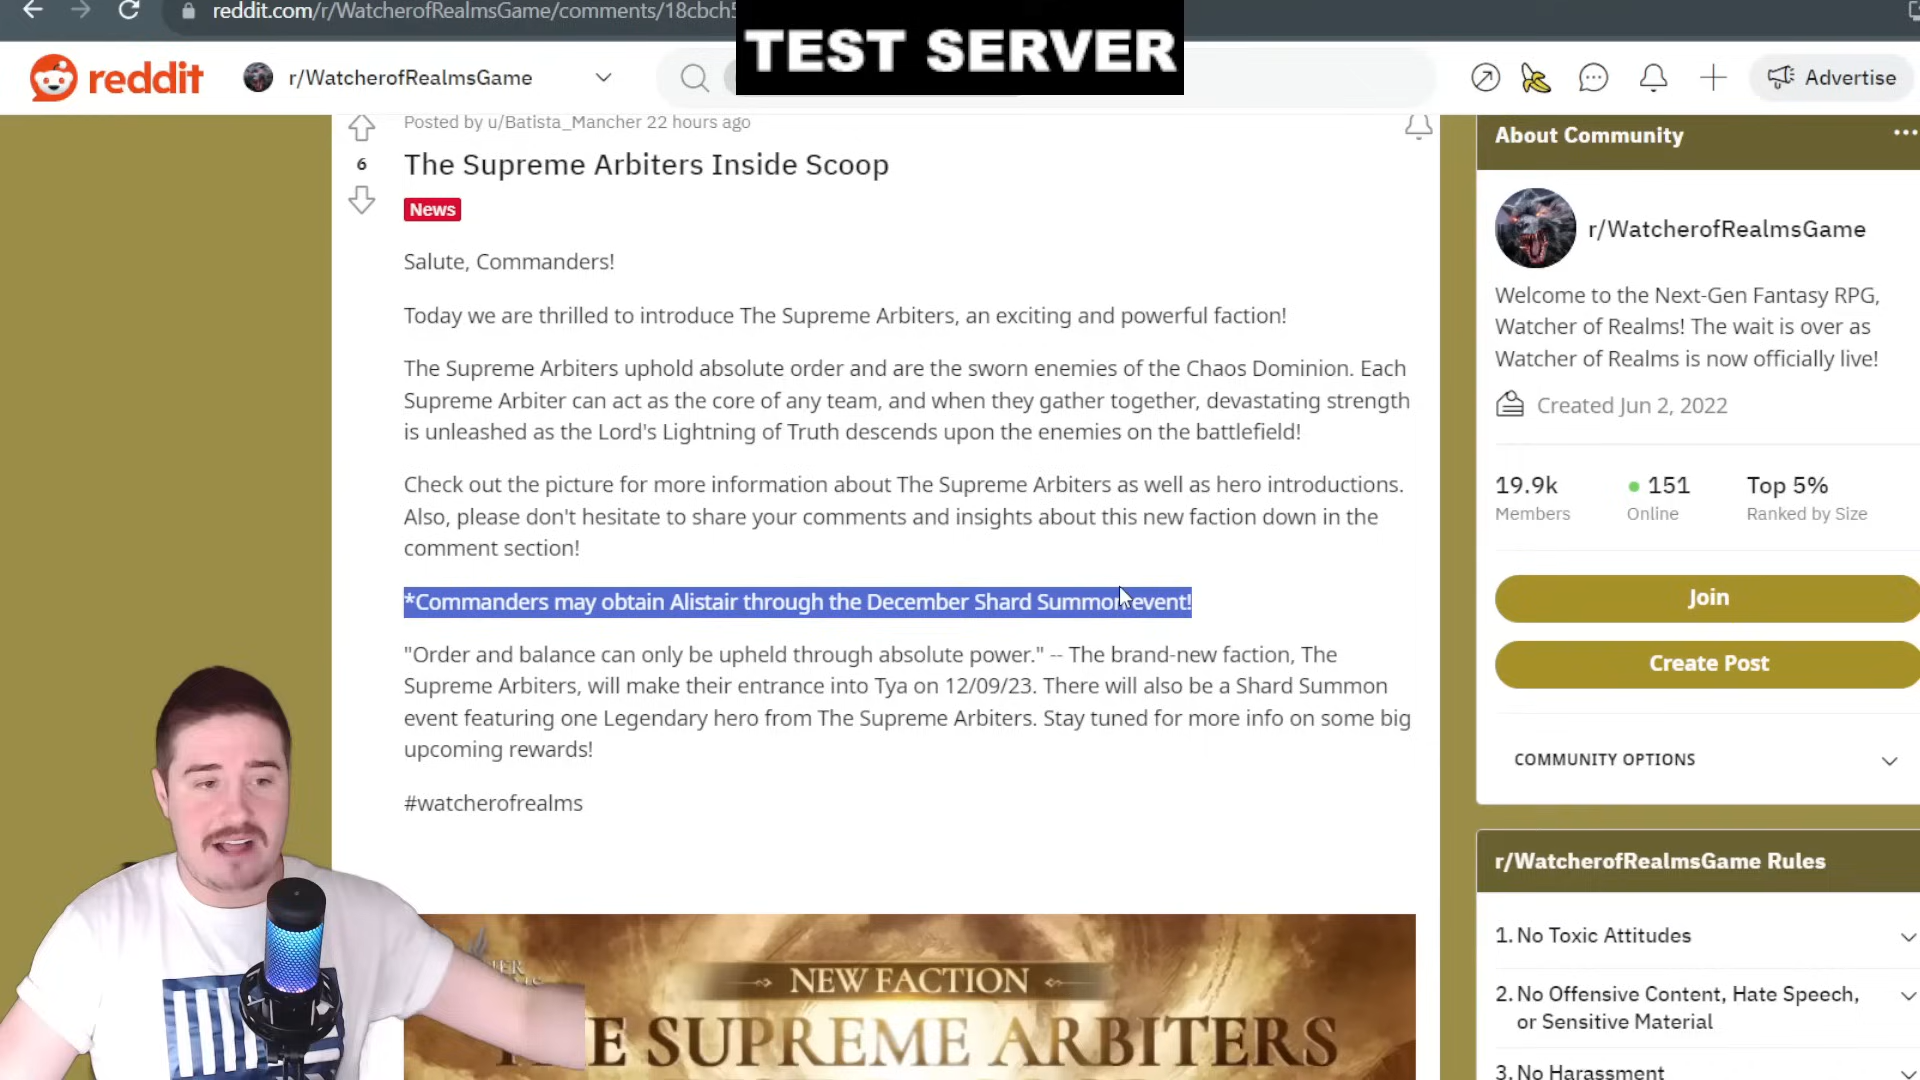 reddit.com/r/WatcherofRealmsGame/comments/18cbch5
TEST SERVER
reddit
r/WatcherofRealmsGame
Advertise
Posted by u/Batista_Mancher 22 hours ago
6
The Supreme Arbiters Inside Scoop
News
Salute, Commanders!
Today we are thrilled to introduce The Supreme Arbiters, an exciting and powerful faction!
The Supreme Arbiters uphold absolute order and are the sworn enemies of the Chaos Dominion. Each
Supreme Arbiter can act as the core of any team, and when they gather together, devastating strength
is unleashed as the Lord's Lightning of Truth descends upon the enemies on the battlefield!
Check out the picture for more information about The Supreme Arbiters as well as hero introductions.
Also, please don't hesitate to share your comments and insights about this new faction down in the
comment section!
*Commanders may obtain Alistair through the December Shard Summon event!
"Order and balance can only be upheld through absolute power." -- The brand-new faction, The
Supreme Arbiters, will make their entrance into Tya on 12/09/23. There will also be a Shard Summon
event featuring one Legendary hero from The Supreme Arbiters. Stay tuned for more info on some big
upcoming rewards!
#watcherofrealms
NEW FACTION
E SUPREME ARBITERS
About Community
r/WatcherofRealmsGame
Welcome to the Next-Gen Fantasy RPG,
Watcher of Realms! The wait is over as
Watcher of Realms is now officially live!
Created Jun 2, 2022
19.9k 151 Top 5%
Members Online Ranked by Size
Join
Create Post
COMMUNITY OPTIONS
r/WatcherofRealmsGame Rules
1. No Toxic Attitudes
2. No Offensive Content, Hate Speech,
or Sensitive Material
3. No Harassment